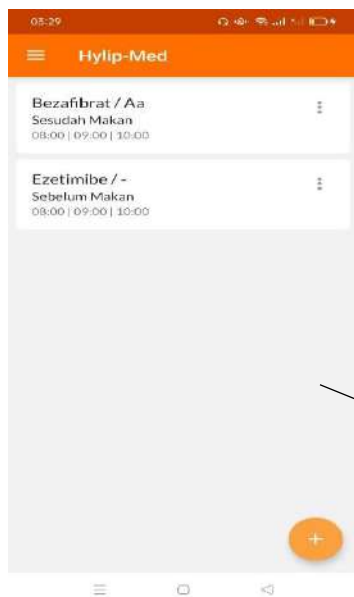 03:29
Hylip-Med
Bezafibrat / Aa
Sesudah Makan
08:00 | 09:00 | 10:00
Ezetimibe / -
Sebelum Makan
08:00 | 09:00 | 10:00
+